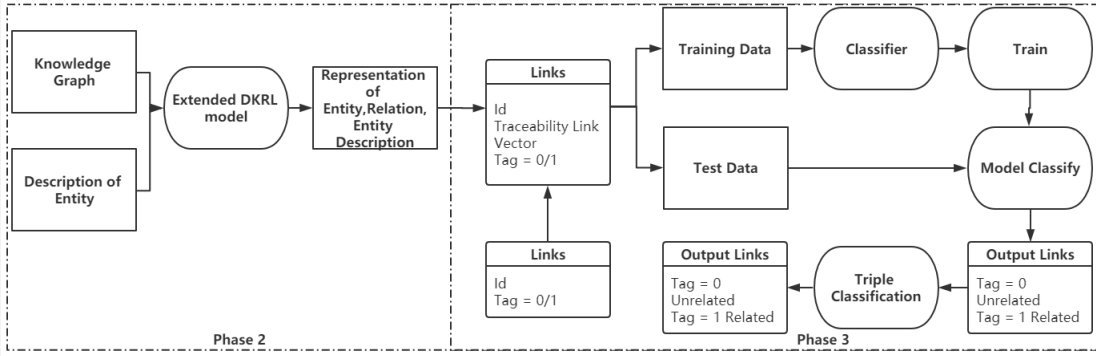 Knowledge
Graph
Description of
Entity
Extended DKRL
model
Representation
of
Entity,Relation,
Entity
Description
Phase 2
Links
Id
Traceability Link
Vector
Tag = 0/1
Links
Id
Tag = 0/1
Training Data
Classifier
Train
Test Data
Model Classify
Output Links
Tag = 0
Unrelated
Tag = 1 Related
Triple
Classification
Output Links
Tag = 0
Unrelated
Tag = 1 Related
Phase 3